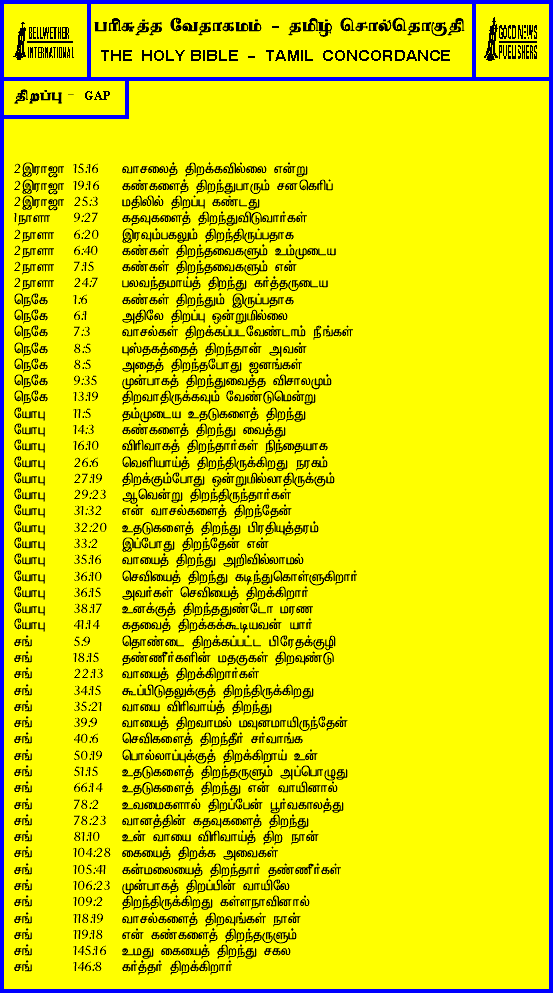 BELLWETHER
INTERNATIONAL
பரிசுத்த வேதாகமம் - தமிழ் சொல்தொகுதி
THE HOLY BIBLE - TAMIL CONCORDANCE
GOOD NEWS
PUBLISHERS
திறப்பு - GAP
2இராஜா 15:16 வாசலைத் திறக்கவில்லை என்று
2இராஜா 19:16 கண்களைத் திறந்துபாரும் சனகெரிப்
2இராஜா 25:3 மதிலில் திறப்பு கண்டது
1நாளா 9:27 கதவுகளைத் திறந்துவிடுவார்கள்
2நாளா 6:20 இரவும்பகலும் திறந்திருப்பதாக
2நாளா 6:40 கண்கள் திறந்தவைகளும் உம்முடைய
2நாளா 7:15 கண்கள் திறந்தவைகளும் என்
2நாளா 24:7 பலவந்தமாய்த் திறந்து கர்த்தருடைய
நெகே 1:6 கண்கள் திறந்தும் இருப்பதாக
நெகே 6:1 அதிலே திறப்பு ஒன்றுமில்லை
நெகே 7:3 வாசல்கள் திறக்கப்படவேண்டாம் நீங்கள்
நெகே 8:5 புஸ்தகத்தைத் திறந்தான் அவன்
நெகே 8:5 அதைத் திறந்தபோது ஜனங்கள்
நெகே 9:35 முன்பாகத் திறந்துவைத்த விசாலமும்
நெகே 13:19 திறவாதிருக்கவும் வேண்டுமென்று
யோபு 11:5 தம்முடைய உதடுகளைத் திறந்து
யோபு 14:3 கண்களைத் திறந்து வைத்து
யோபு 16:10 விரிவாகத் திறந்தார்கள் நிந்தையாக
யோபு 26:6 வெளியாய்த் திறந்திருக்கிறது நரகம்
யோபு 27:19 திறக்கும்போது ஒன்றுமில்லாதிருக்கும்
யோபு 29:23 ஆவென்று திறந்திருந்தார்கள்
யோபு 31:32 என் வாசல்களைத் திறந்தேன்
யோபு 32:20 உதடுகளைத் திறந்து பிரதியுத்தரம்
யோபு 33:2 இப்போது திறந்தேன் என்
யோபு 35:16 வாயைத் திறந்து அறிவில்லாமல்
யோபு 36:10 செவியைத் திறந்து கடிந்துகொள்ளுகிறார்
யோபு 36:15 அவர்கள் செவியைத் திறக்கிறார்
யோபு 38:17 உனக்குத் திறந்ததுண்டோ மரண
யோபு 41:14 கதவைத் திறக்கக்கூடியவன் யார்
சங் 5:9 தொண்டை திறக்கப்பட்ட பிரேதக்குழி
சங் 18:15 தண்ணீர்களின் மதகுகள் திறவுண்டு
சங் 22:13 வாயைத் திறக்கிறார்கள்
சங் 34:15 கூப்பிடுதலுக்குத் திறந்திருக்கிறது
சங் 35:21 வாயை விரிவாய்த் திறந்து
சங் 39:9 வாயைத் திறவாமல் மவுனமாயிருந்தேன்
சங் 40:6 செவிகளைத் திறந்தீர் சர்வாங்க
சங் 50:19 பொல்லாப்புக்குத் திறக்கிறாய் உன்
சங் 51:15 உதடுகளைத் திறந்தருளும் அப்பொழுது
சங் 66:14 உதடுகளைத் திறந்து என் வாயினால்
சங் 78:2 உவமைகளால் திறப்பேன் பூர்வகாலத்து
சங் 78:23 வானத்தின் கதவுகளைத் திறந்து
சங் 81:10 உன் வாயை விரிவாய்த் திற நான்
சங் 104:28 கையைத் திறக்க அவைகள்
சங் 105:41 கன்மலையைத் திறந்தார் தண்ணீர்கள்
சங் 106:23 முன்பாகத் திறப்பின் வாயிலே
சங் 109:2 திறந்திருக்கிறது கள்ளநாவினால்
சங் 118:19 வாசல்களைத் திறவுங்கள் நான்
சங் 119:18 என் கண்களைத் திறந்தருளும்
சங் 145:16 உமது கையைத் திறந்து சகல
சங் 146:8 கர்த்தர் திறக்கிறார்